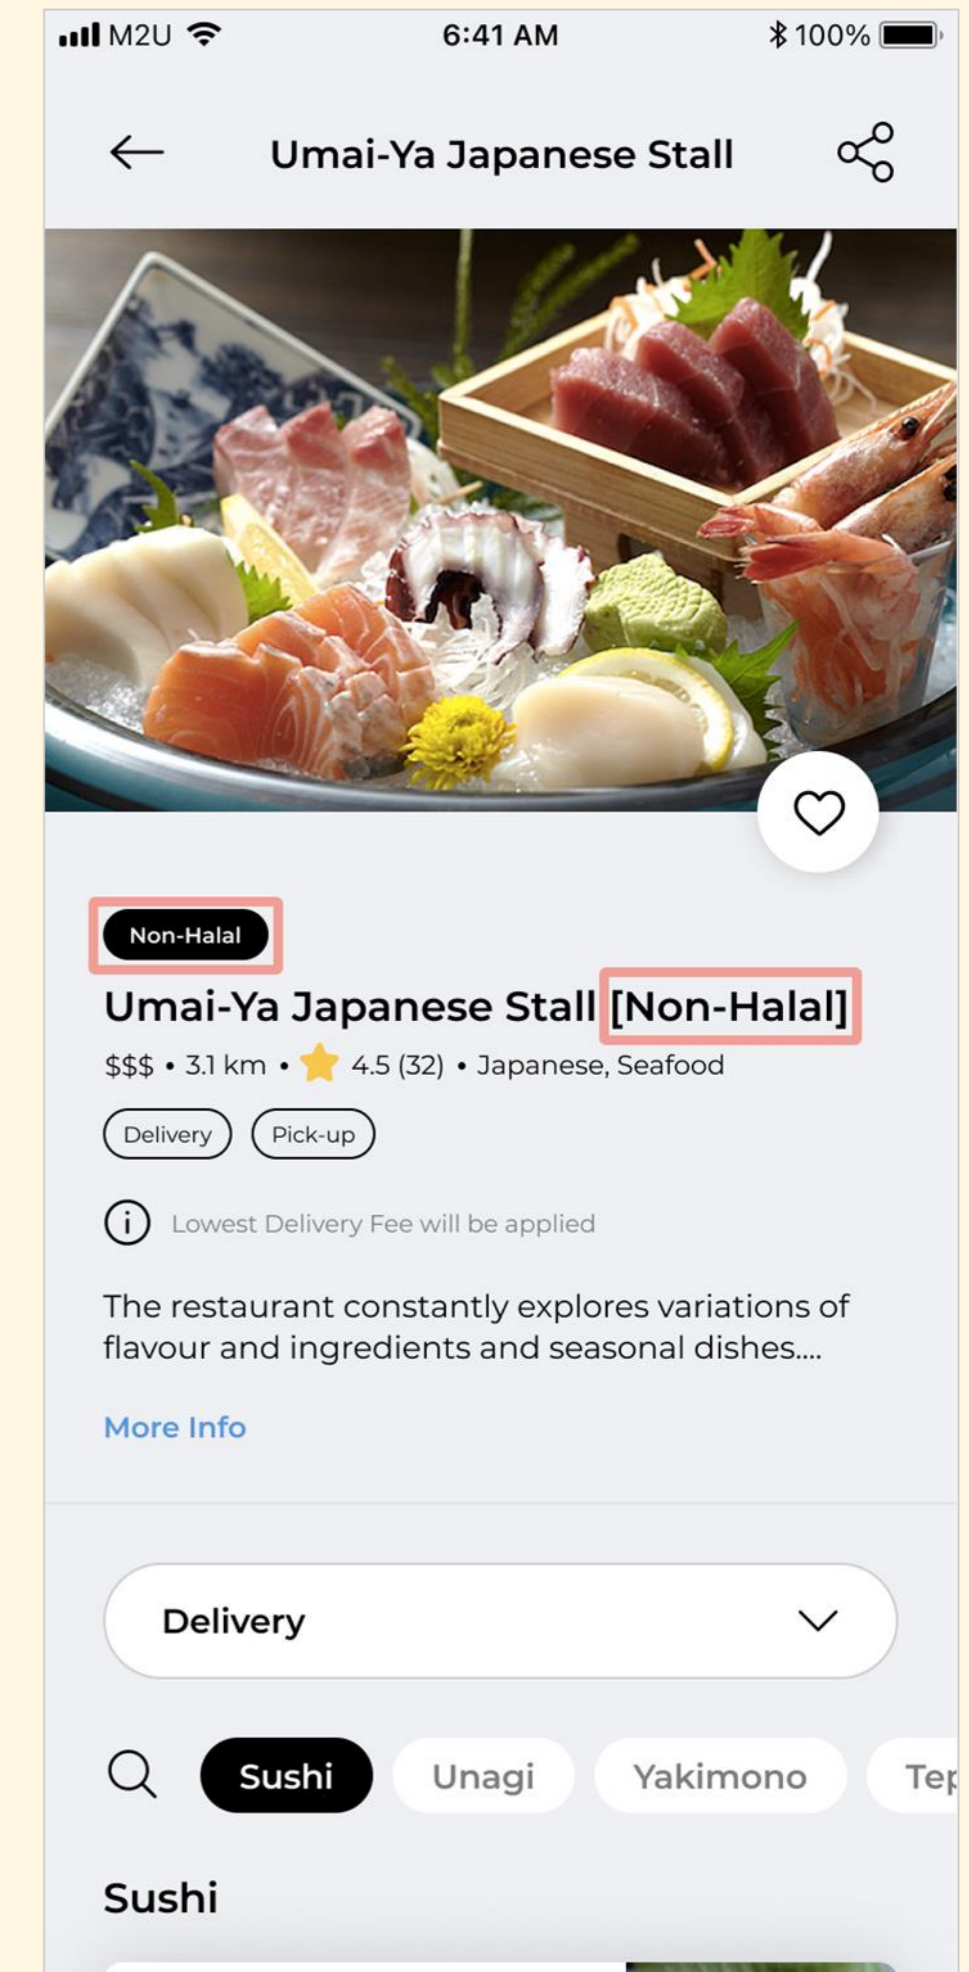 M2U 6:41 AM 100%
Umai-Ya Japanese Stall
Non-Halal
Umai-Ya Japanese Stall [Non-Halal]
$$$ • 3.1 km • 4.5 (32) • Japanese, Seafood
Delivery Pick-up
Lowest Delivery Fee will be applied
The restaurant constantly explores variations of
flavour and ingredients and seasonal dishes....
More Info
Delivery
Sushi Unagi Yakimono Tep
Sushi